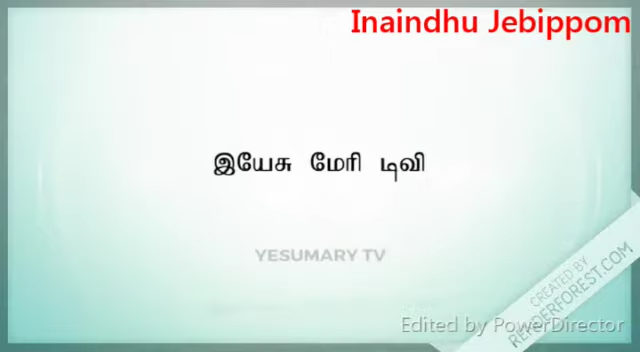 Inaindhu Jebippom
இயேசு மேரி டிவி
YESUMARY TV
CREATED BY
RENDERFOREST.COM
Edited by PowerDirector